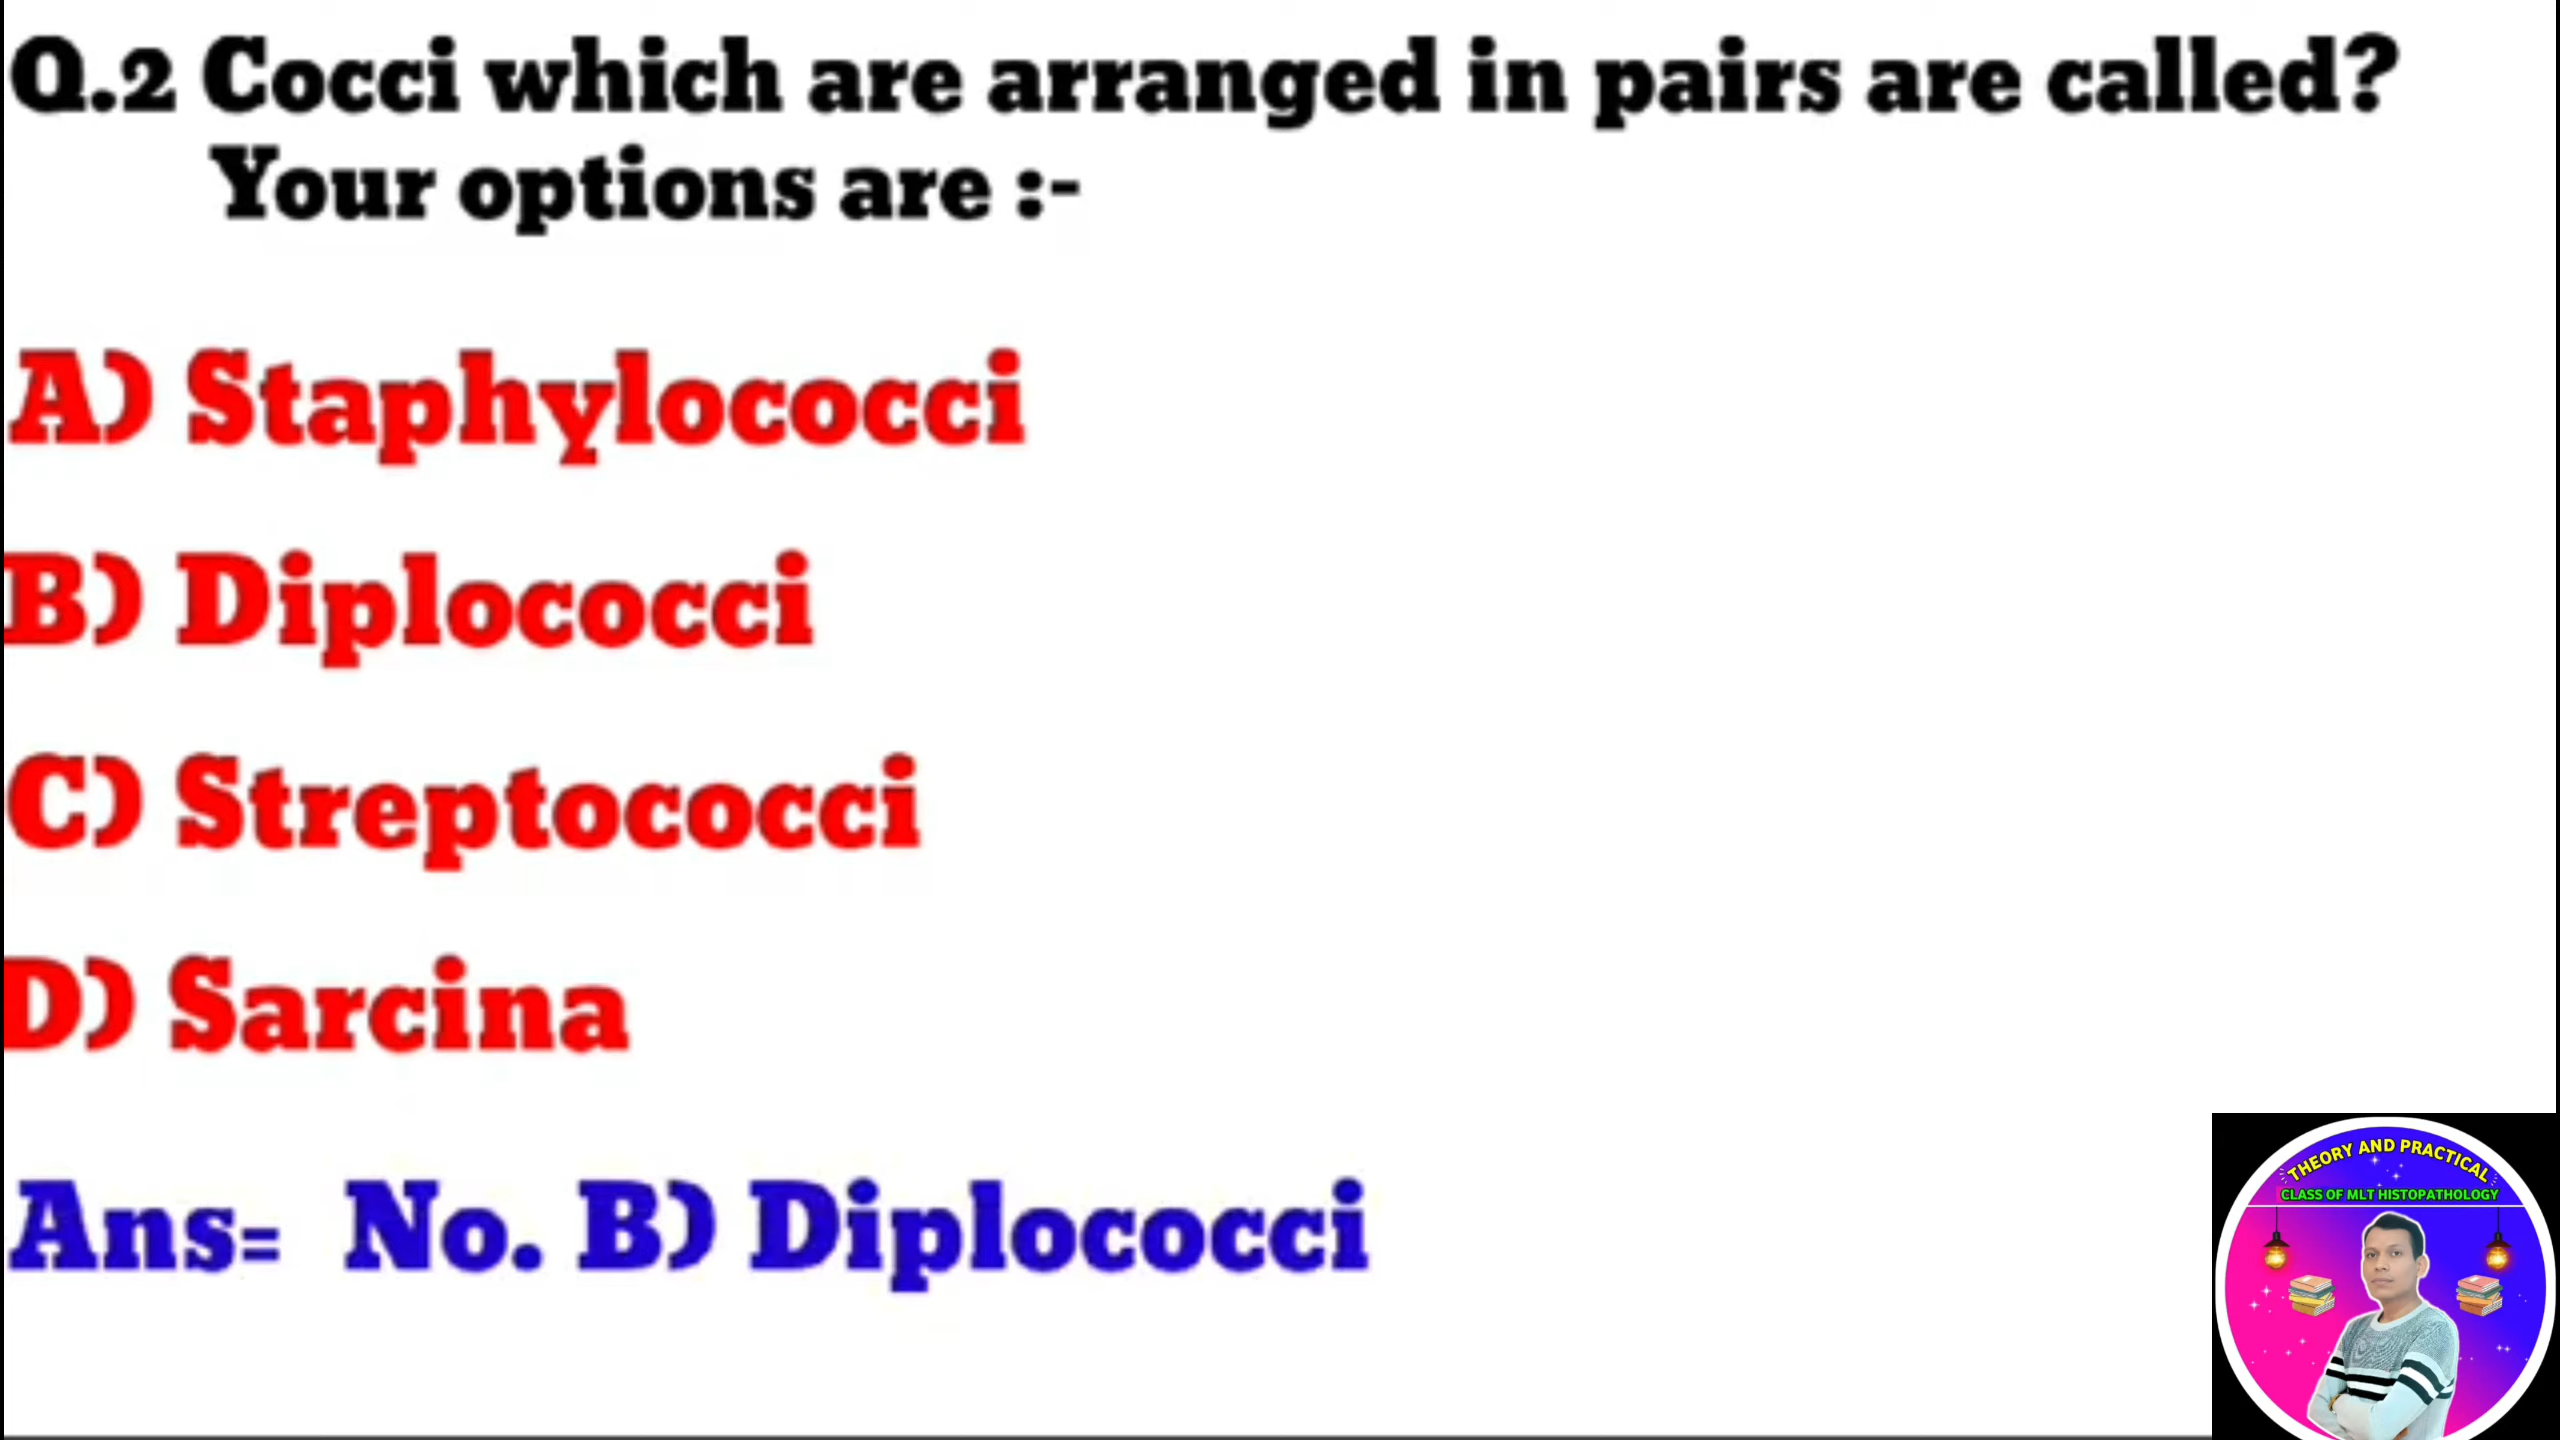 Q.2 Cocci which are arranged in pairs are called?
Your options are :-
A) Staphylococci
B) Diplococci
C) Streptococci
D) Sarcina
Ans= No. B) Diplococci
THEORY AND PRACTICAL
CLASS OF MLT HISTOPATHOLOGY